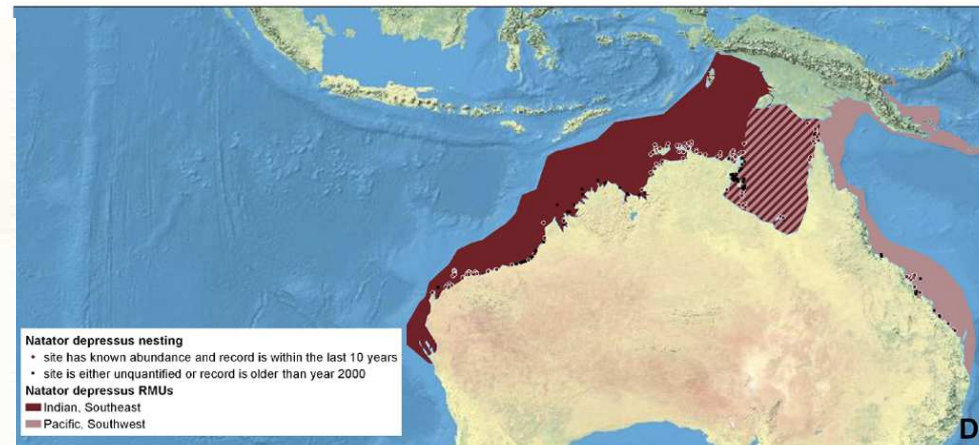 Natator depressus nesting
• site has known abundance and record is within the last 10 years
• site is either unquantified or record is older than year 2000
Natator depressus RMUs
Indian, Southeast
Pacific, Southwest
D